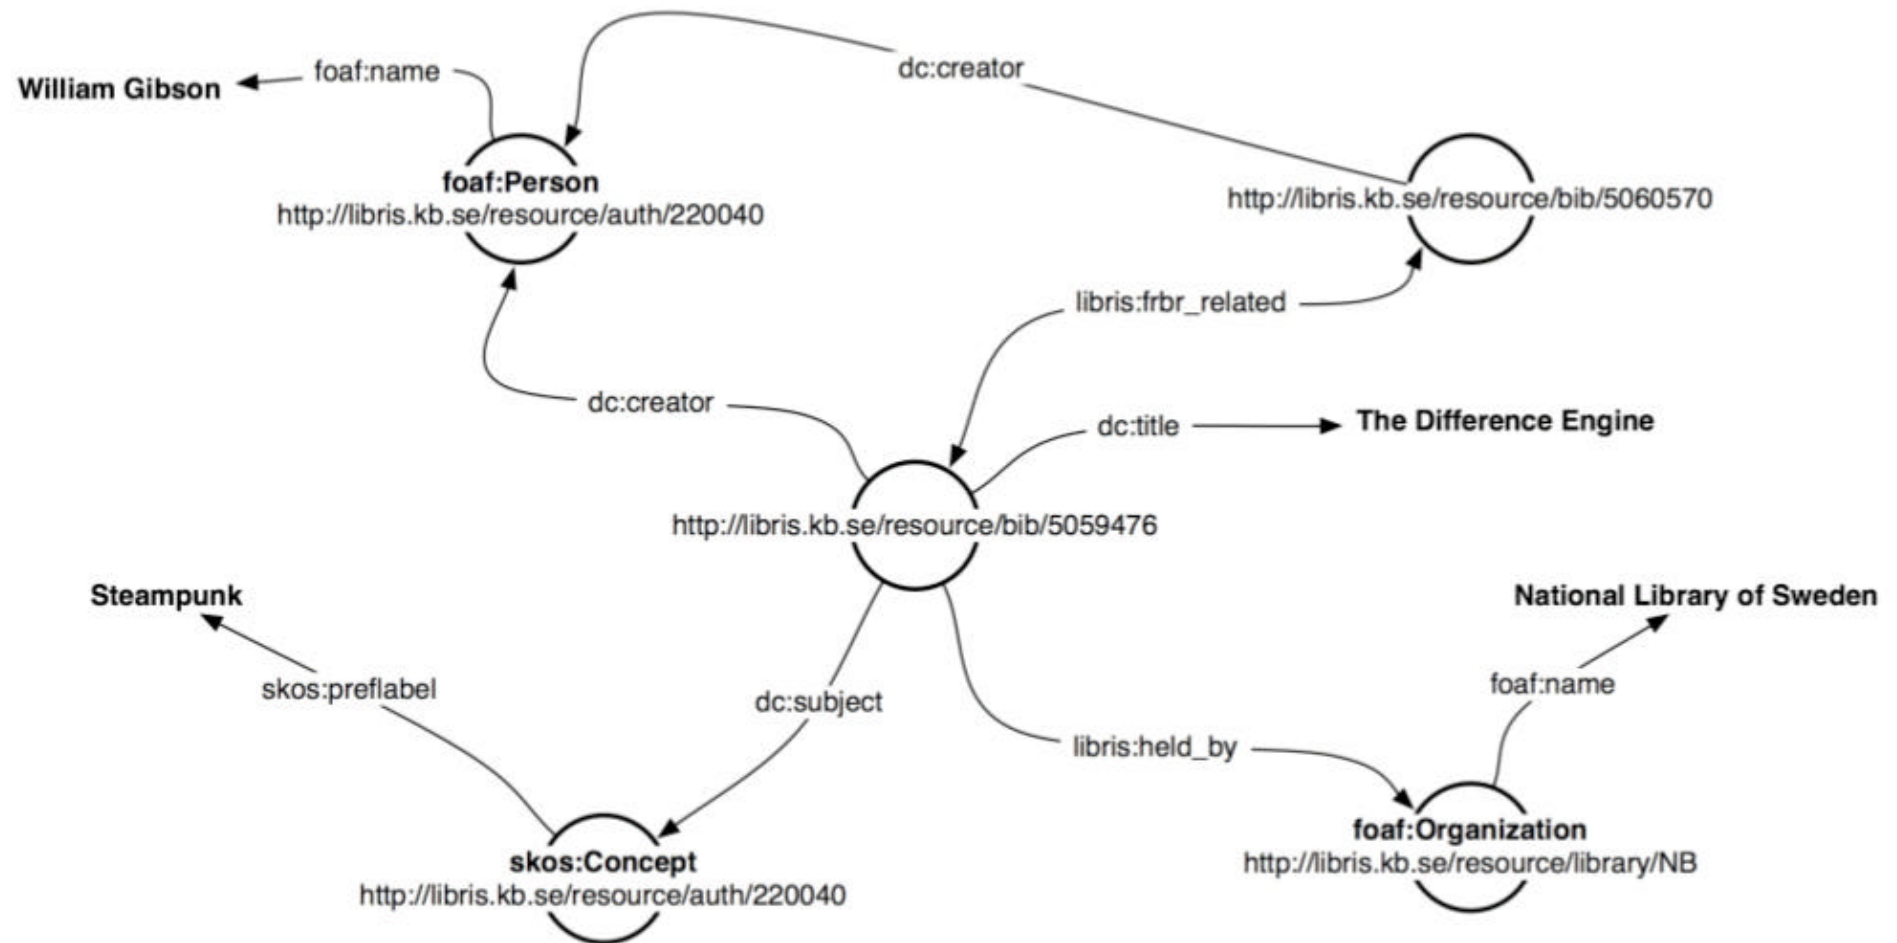 dc:creator
foaf:name
William Gibson
foaf:Person
http://libris.kb.se/resource/auth/220040
http://libris.kb.se/resource/bib/5060570
libris:frbr_related
dc:creator
dc:title
The Difference Engine
http://libris.kb.se/resource/bib/5059476
Steampunk
National Library of Sweden
skos:preflabel
dc:subject
foaf:name
libris:held_by
foaf:Organization
http://libris.kb.se/resource/library/NB
skos:Concept
http://libris.kb.se/resource/auth/220040